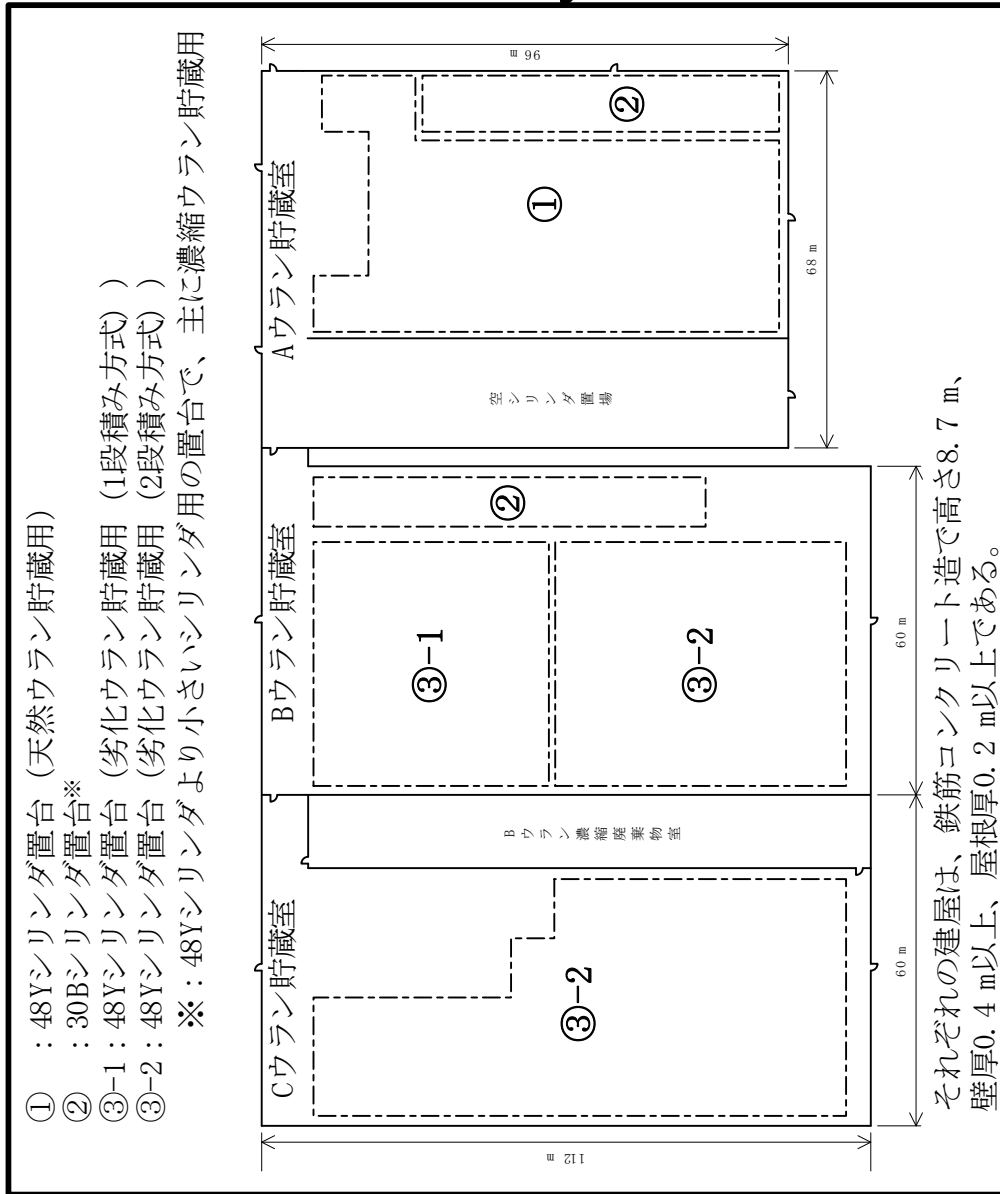 ① :48Yシリンダ置台 (天然ウラン貯蔵用)
② :30Bシリンダ置台※
③-1:48Yシリンダ置台 (劣化ウラン貯蔵用 (1段積み方式))
③-2:48Yシリンダ置台 (劣化ウラン貯蔵用 (2段積み方式))
※:48Yシリンダより小さいシリンダ用の置台で、主に濃縮ウラン貯蔵用
Cウラン貯蔵室
Bウラン貯蔵室
Aウラン貯蔵室
112 m
③-2
Bウラン濃縮廃棄物室
③-1
③-2
②
空シリンダ置場
①
②
96 m
60 m
60 m
68 m
それぞれの建屋は、鉄筋コンクリート造で高さ8.7 m、
壁厚0.4 m以上、屋根厚0.2 m以上である。